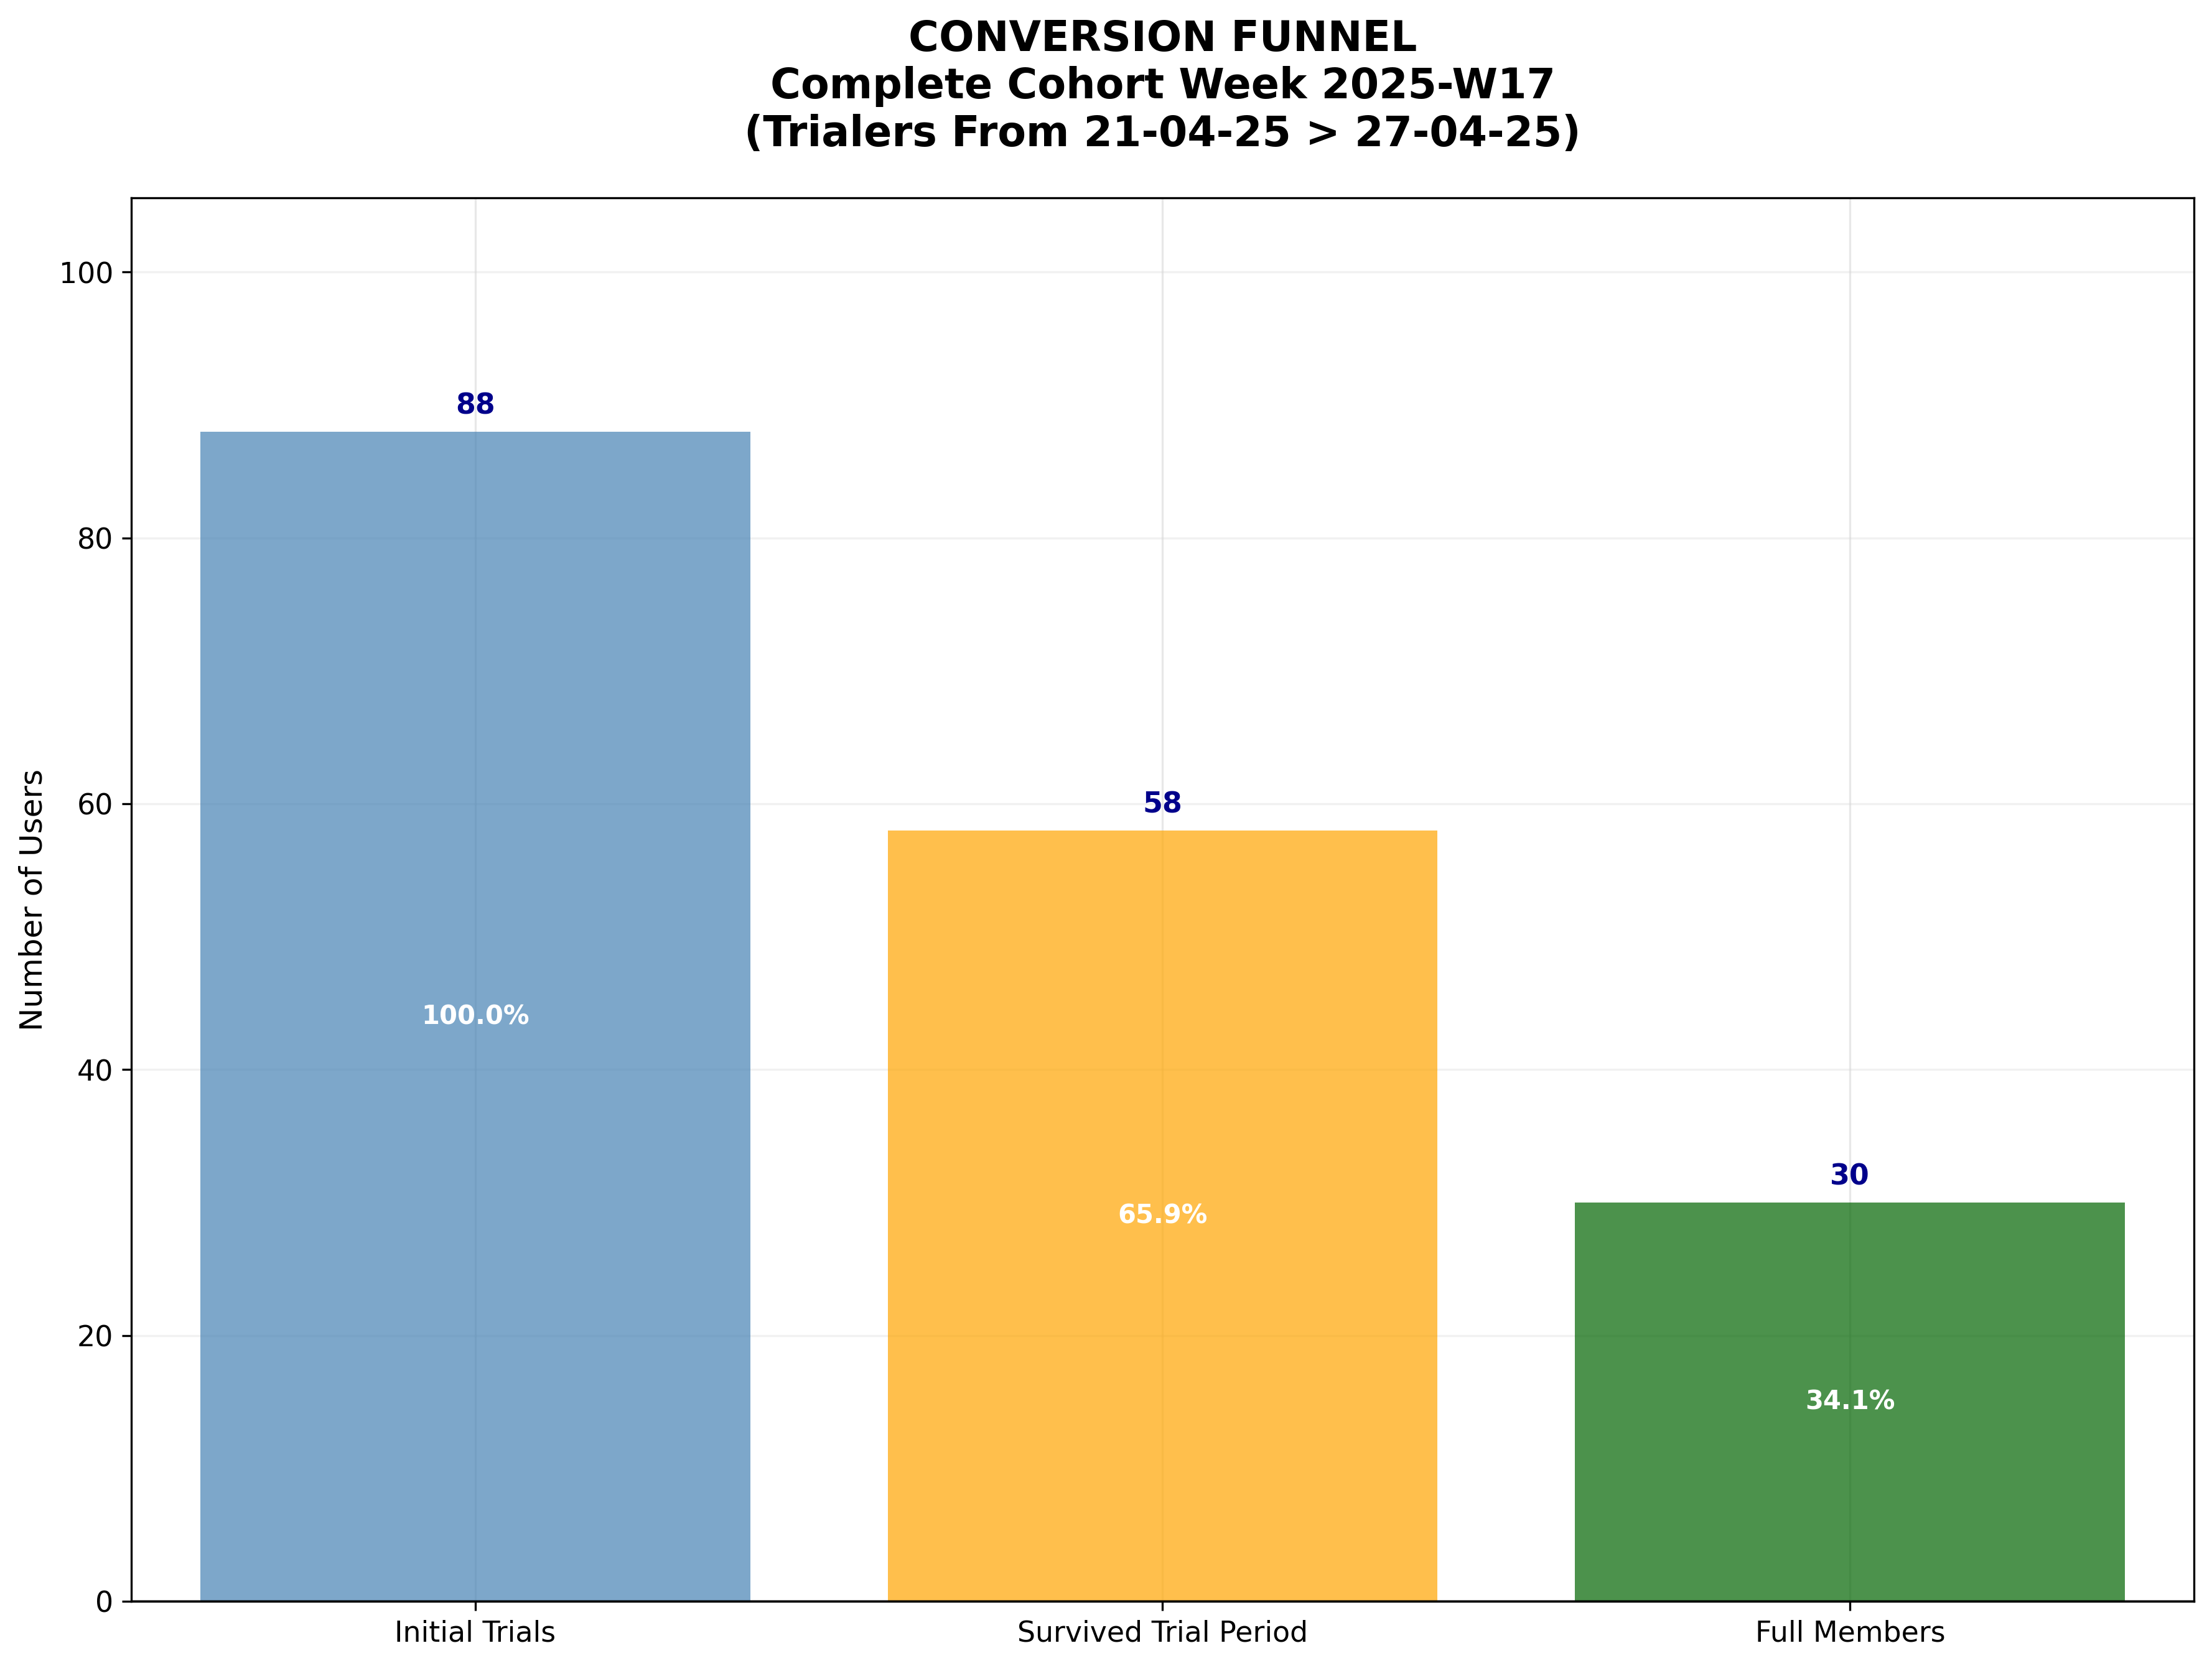 CONVERSION FUNNEL
Complete Cohort Week 2025-W17
(Trialers From 21-04-25 > 27-04-25)
Number of Users
100
80
60
40
20
0
88
100.0%
58
65.9%
30
34.1%
Initial Trials
Survived Trial Period
Full Members